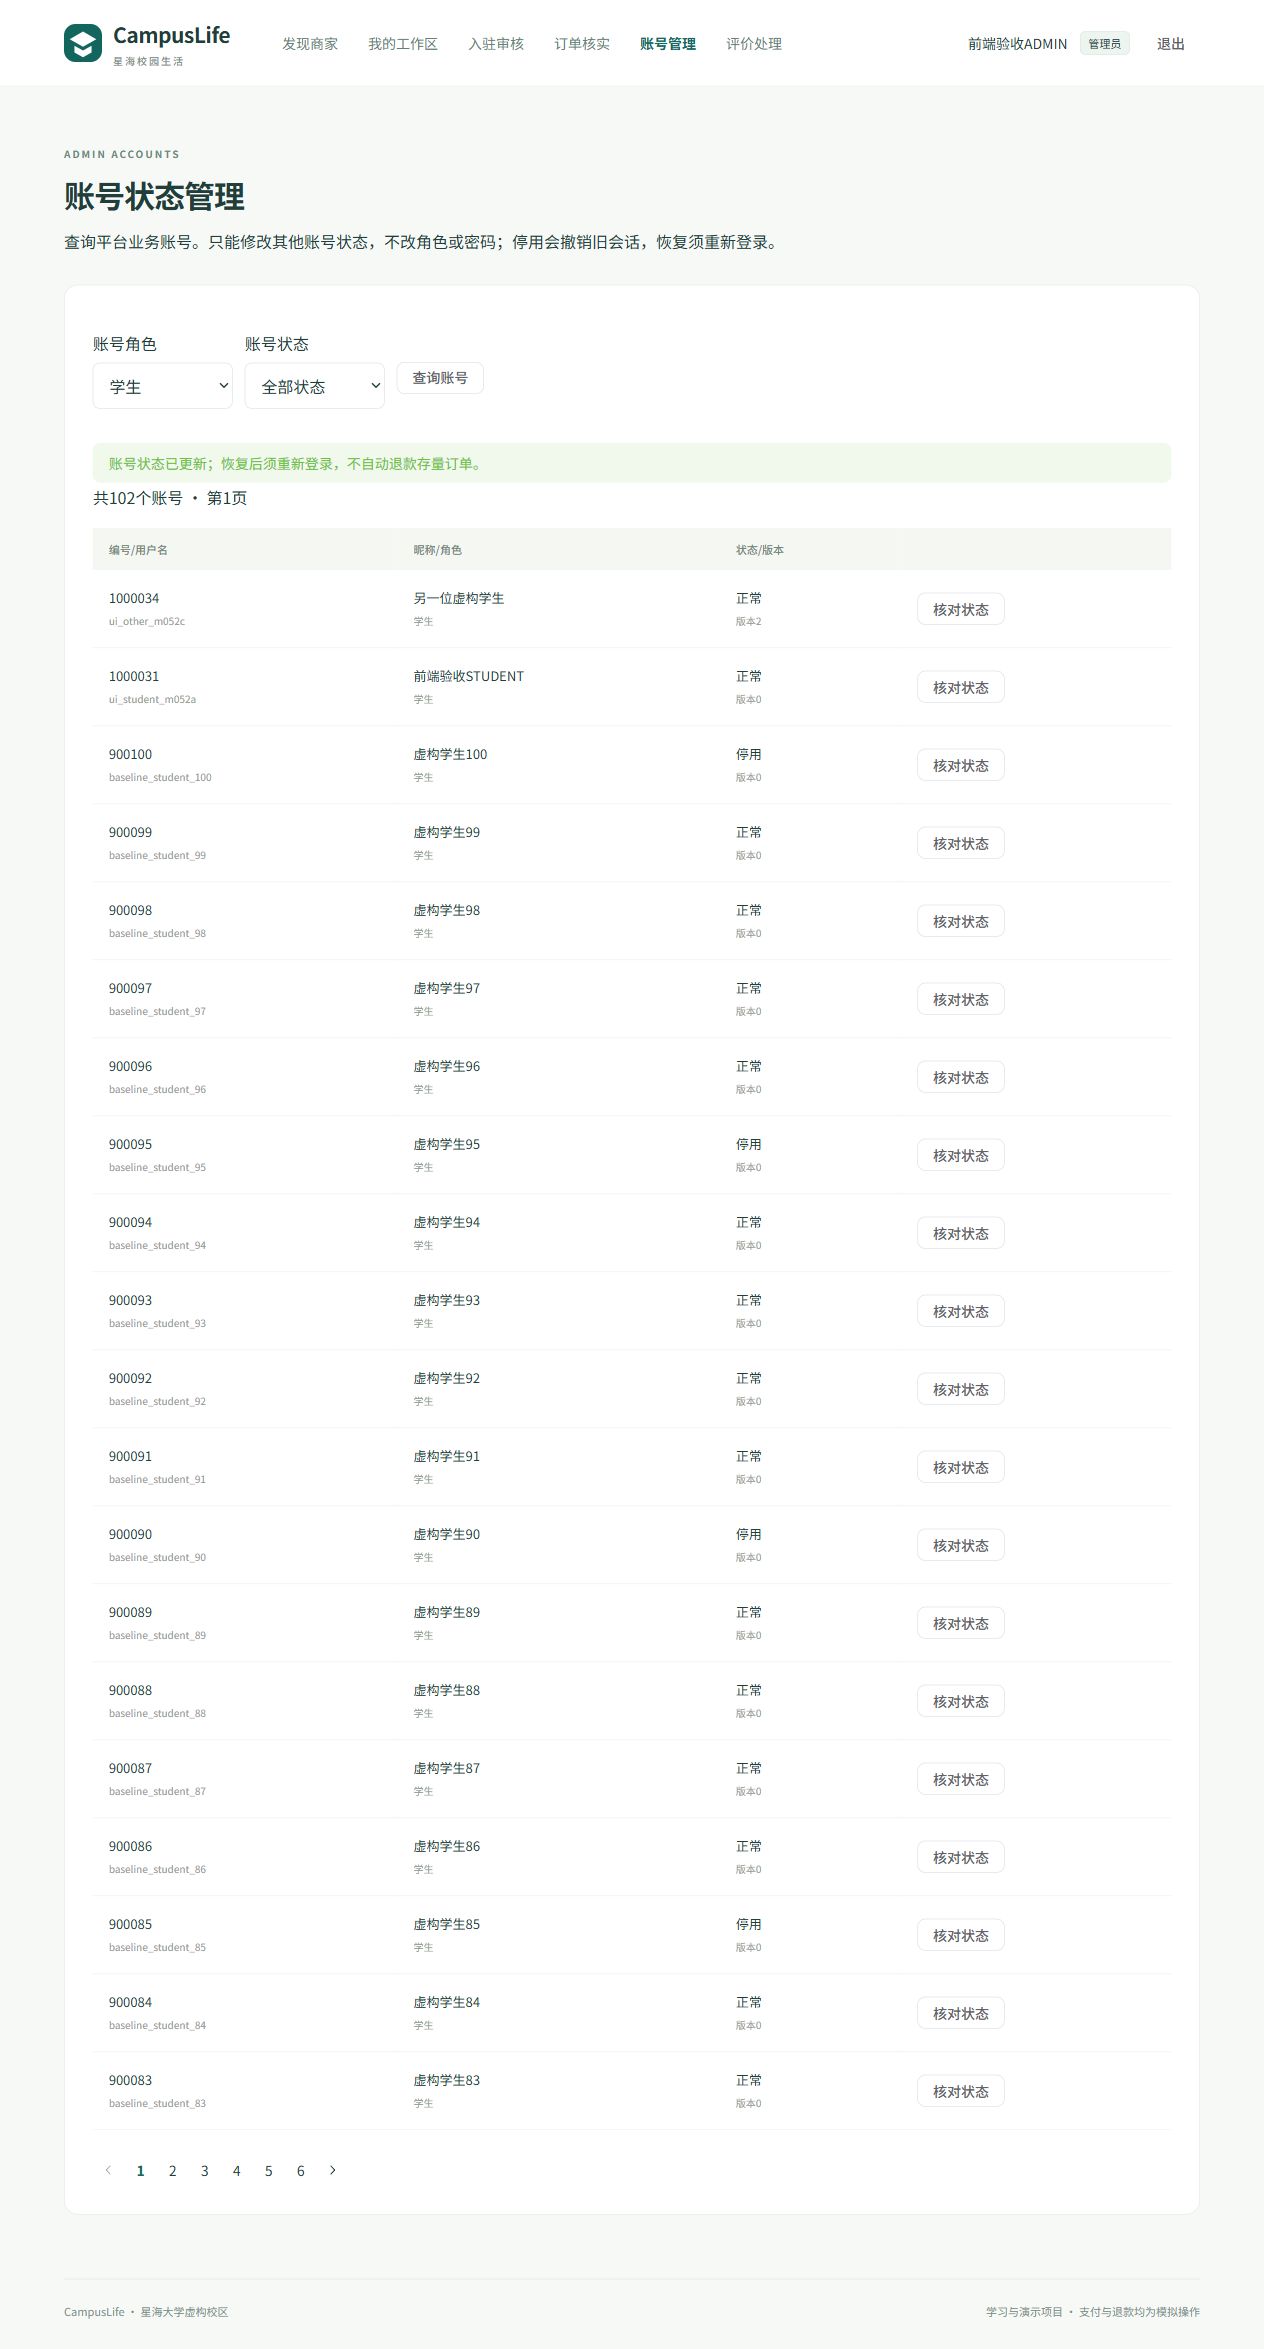 CampusLife
星海校园生活
发现商家 我的工作区 入驻审核 订单核实 账号管理 评价处理
前端验收ADMIN 管理员 退出
ADMIN ACCOUNTS
账号状态管理
查询平台业务账号。只能修改其他账号状态，不改角色或密码；停用会撤销旧会话，恢复须重新登录。
账号角色 账号状态
学生 全部状态 查询账号
账号状态已更新；恢复后须重新登录，不自动退款存量订单。
共102个账号 · 第1页
编号/用户名 昵称/角色 状态/版本
1000034 另一位虚构学生 正常 核对状态
ui_other_m052c 学生 版本2
1000031 前端验收STUDENT 正常 核对状态
ui_student_m052a 学生 版本0
900100 虚构学生100 停用 核对状态
baseline_student_100 学生 版本0
900099 虚构学生99 正常 核对状态
baseline_student_99 学生 版本0
900098 虚构学生98 正常 核对状态
baseline_student_98 学生 版本0
900097 虚构学生97 正常 核对状态
baseline_student_97 学生 版本0
900096 虚构学生96 正常 核对状态
baseline_student_96 学生 版本0
900095 虚构学生95 停用 核对状态
baseline_student_95 学生 版本0
900094 虚构学生94 正常 核对状态
baseline_student_94 学生 版本0
900093 虚构学生93 正常 核对状态
baseline_student_93 学生 版本0
900092 虚构学生92 正常 核对状态
baseline_student_92 学生 版本0
900091 虚构学生91 正常 核对状态
baseline_student_91 学生 版本0
900090 虚构学生90 停用 核对状态
baseline_student_90 学生 版本0
900089 虚构学生89 正常 核对状态
baseline_student_89 学生 版本0
900088 虚构学生88 正常 核对状态
baseline_student_88 学生 版本0
900087 虚构学生87 正常 核对状态
baseline_student_87 学生 版本0
900086 虚构学生86 正常 核对状态
baseline_student_86 学生 版本0
900085 虚构学生85 停用 核对状态
baseline_student_85 学生 版本0
900084 虚构学生84 正常 核对状态
baseline_student_84 学生 版本0
900083 虚构学生83 正常 核对状态
baseline_student_83 学生 版本0
1 2 3 4 5 6
CampusLife · 星海大学虚构校区
学习与演示项目 · 支付与退款均为模拟操作